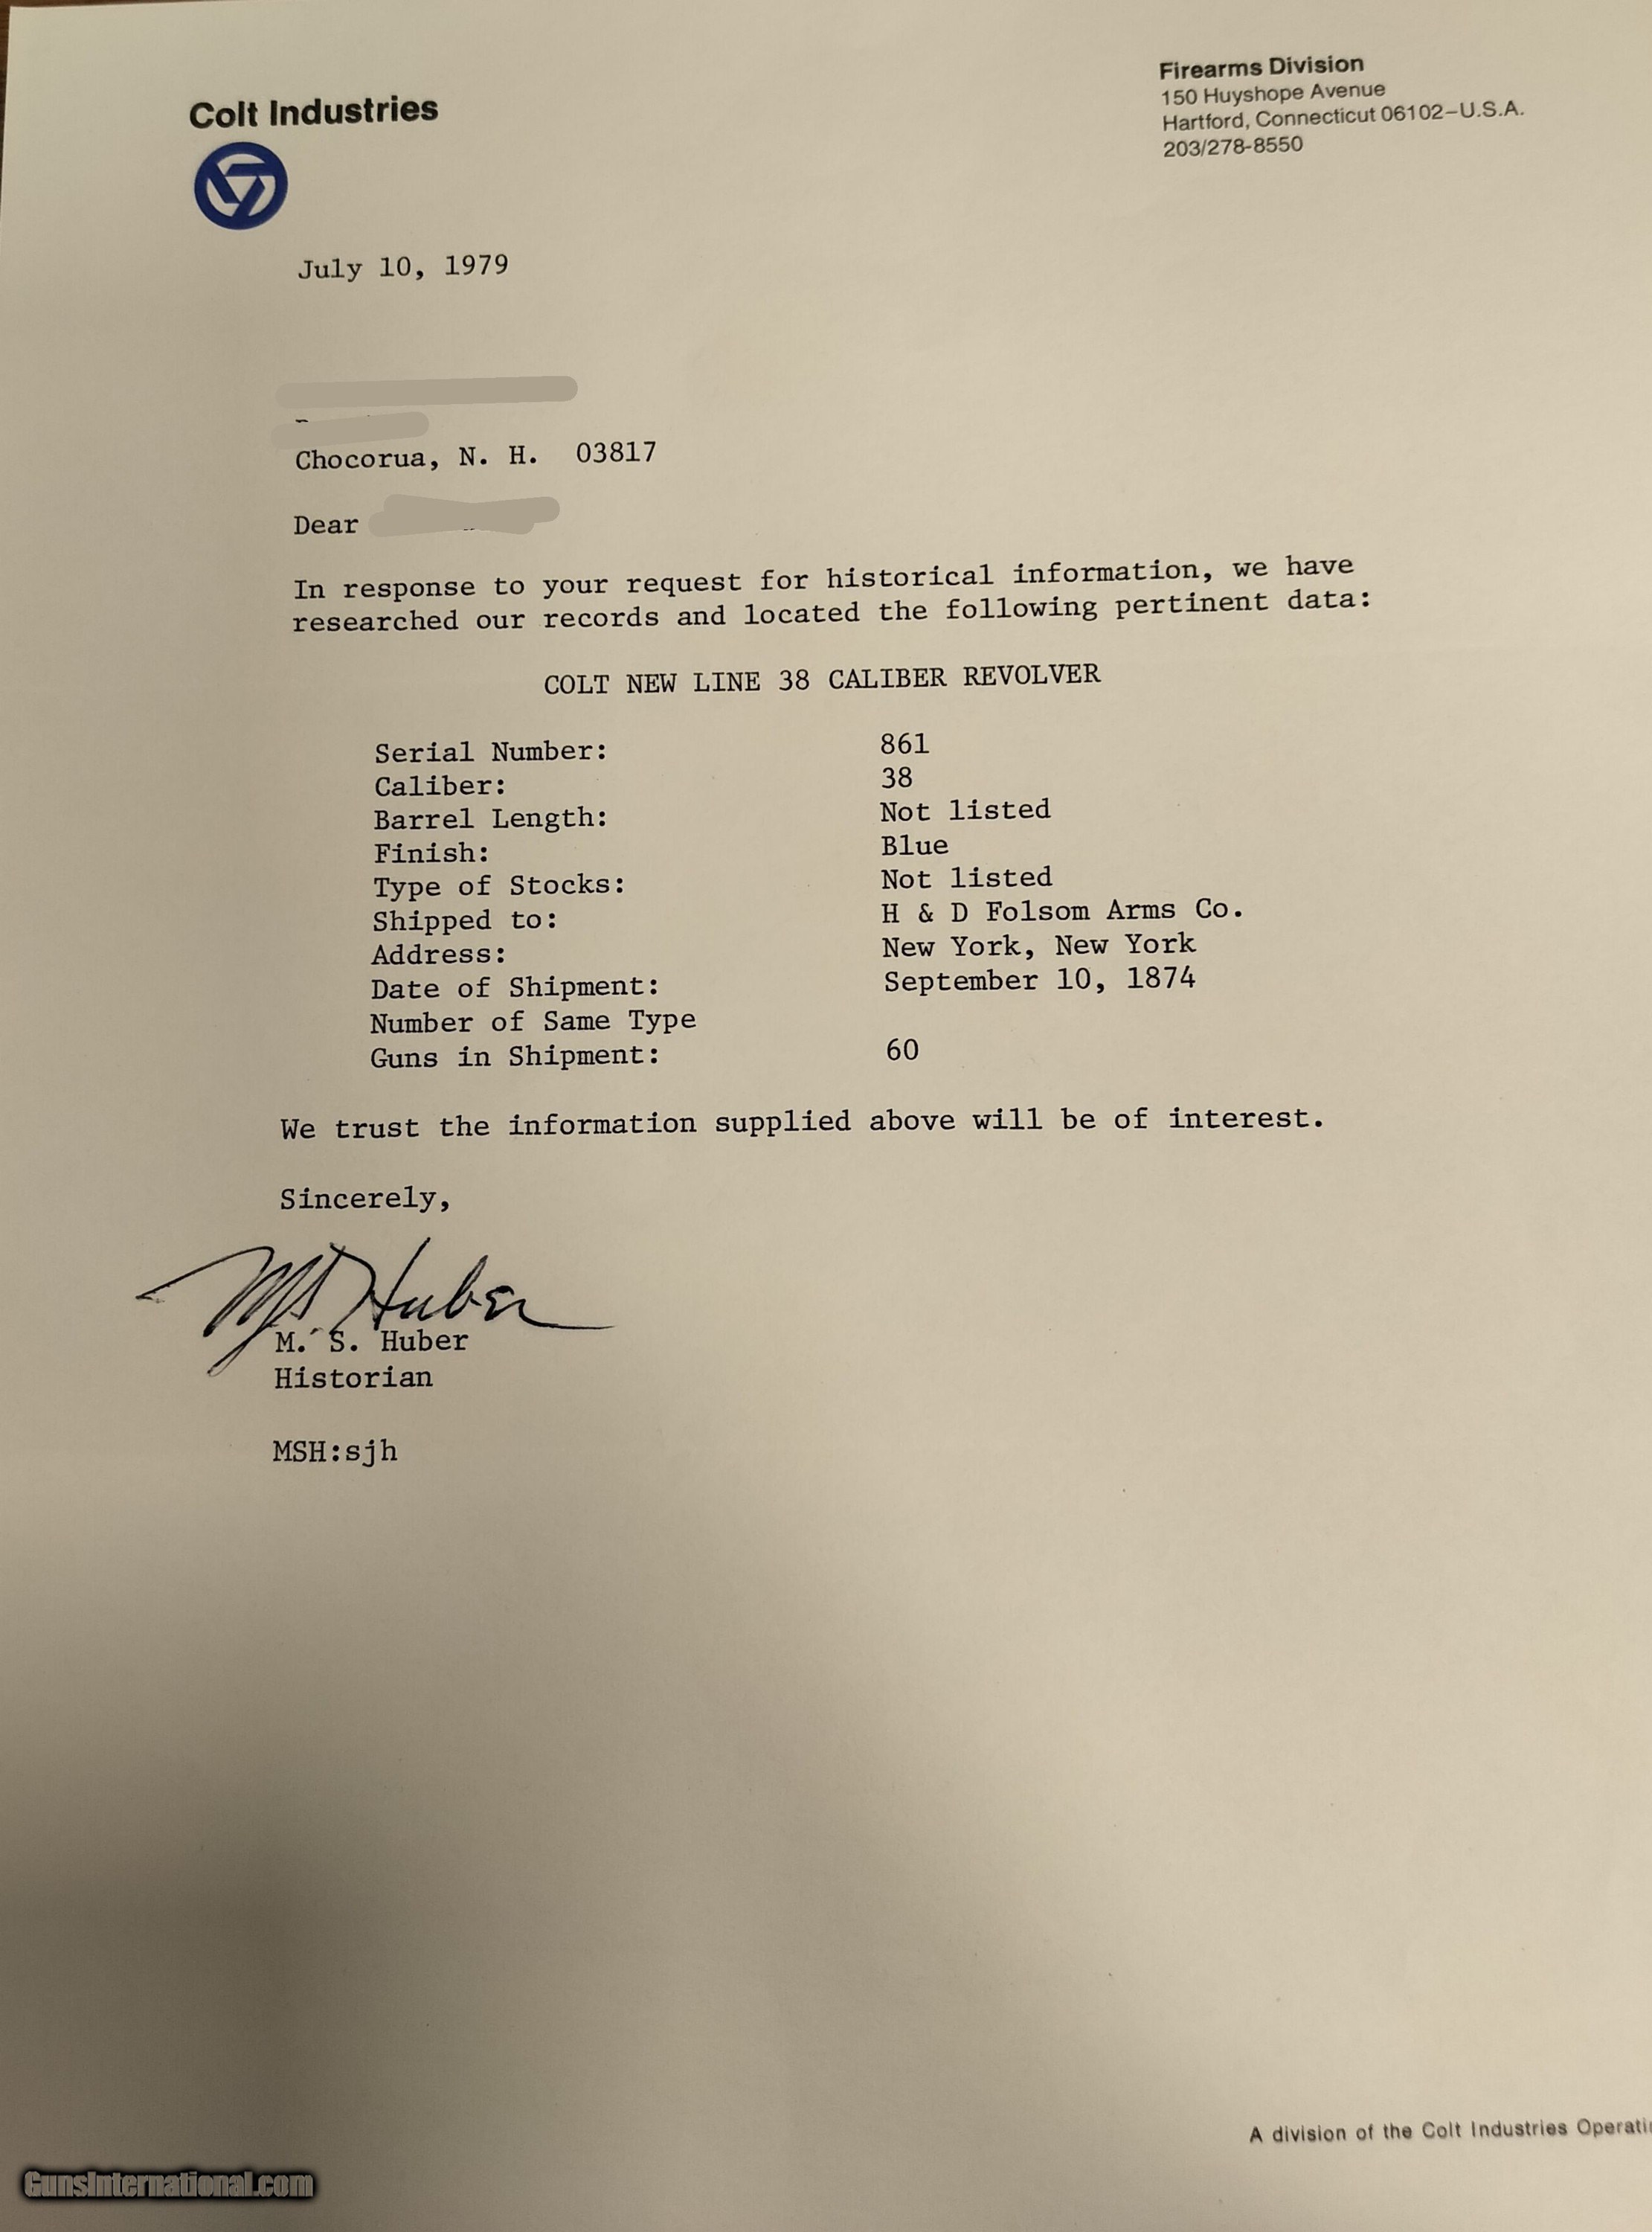 Colt Industries
Firearms Division
150 Huyshope Avenue
Hartford, Connecticut 06102–U.S.A.
203/278-8550
July 10, 1979
Chocorua, N. H. 03817
Dear
In response to your request for historical information, we have
researched our records and located the following pertinent data:
COLT NEW LINE 38 CALIBER REVOLVER
Serial Number: 861
Caliber: 38
Barrel Length: Not listed
Finish: Blue
Type of Stocks: Not listed
Shipped to: H & D Folsom Arms Co.
Address: New York, New York
Date of Shipment: September 10, 1874
Number of Same Type
Guns in Shipment: 60
We trust the information supplied above will be of interest.
Sincerely,
MS Huber
M. S. Huber
Historian
MSH:sjh
A division of the Colt Industries Operati
GunsInternational.com